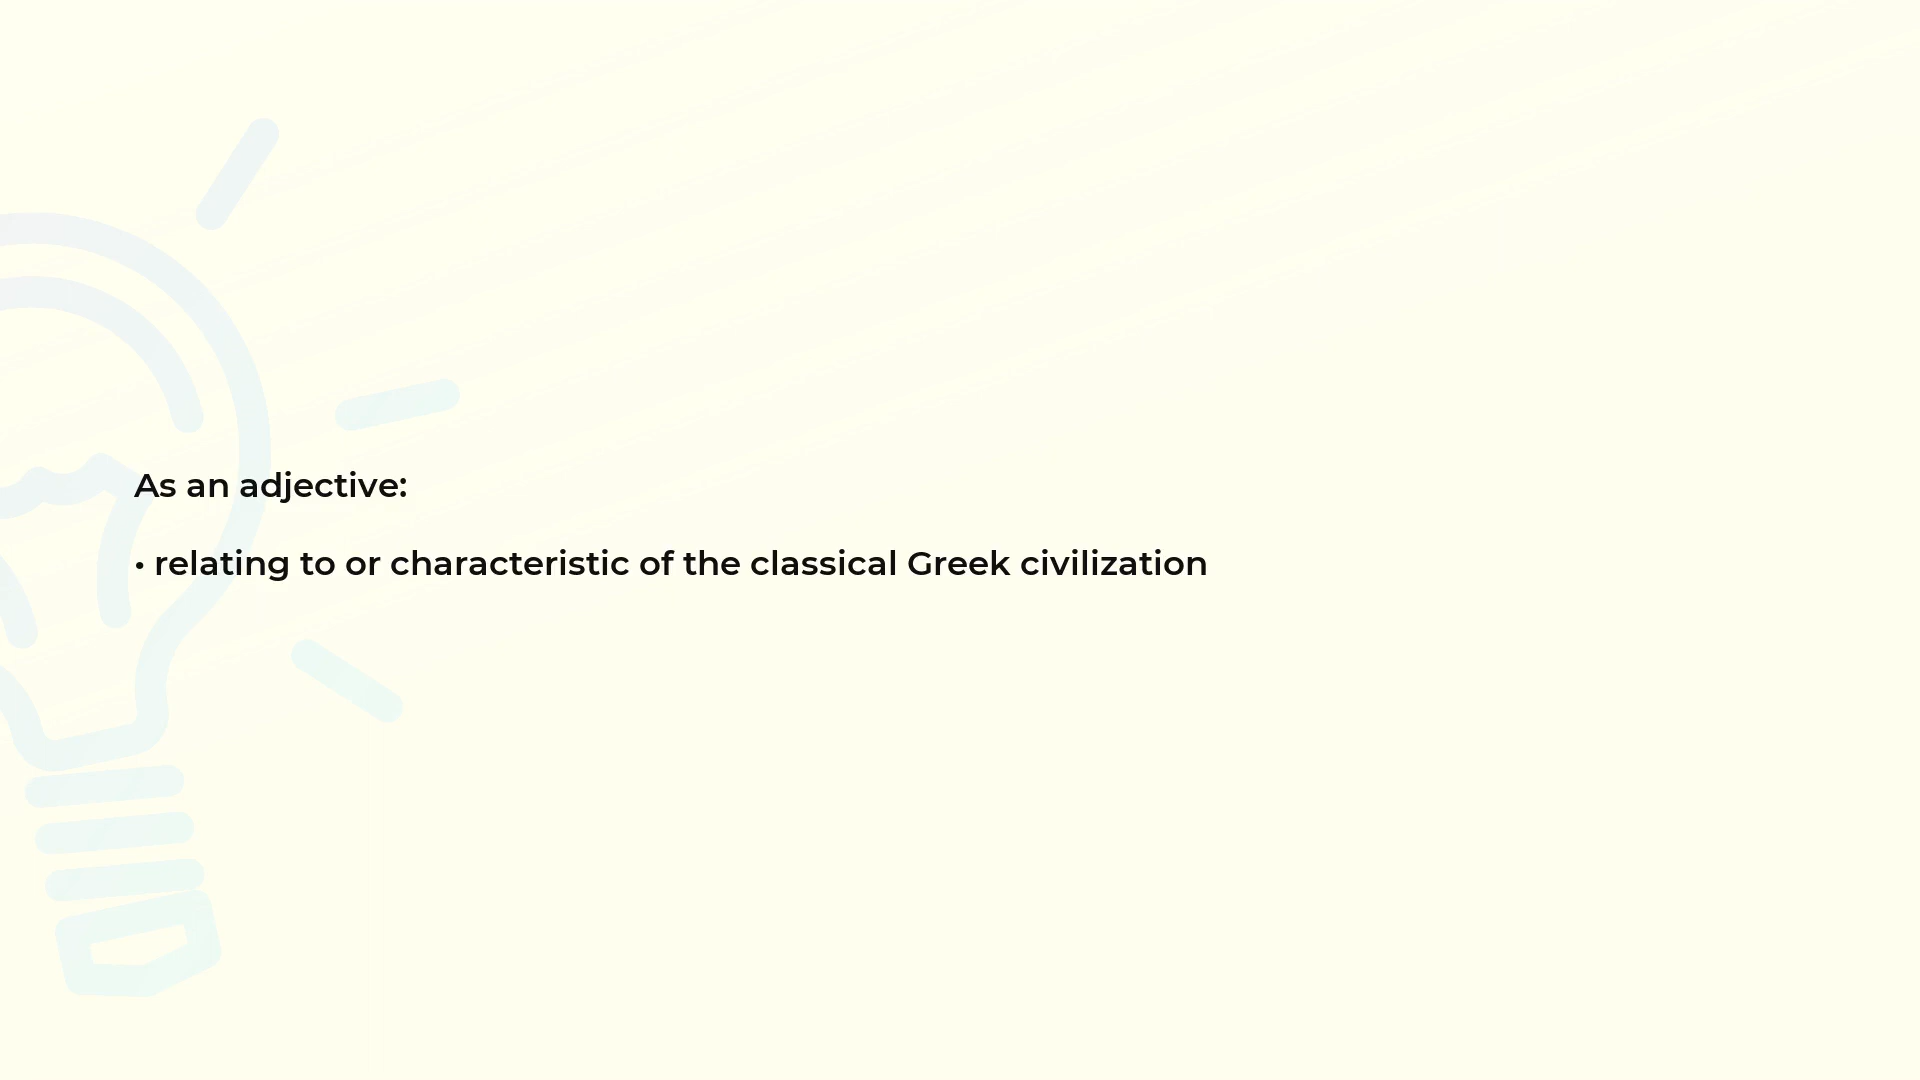 As an adjective:
• relating to or characteristic of the classical Greek civilization